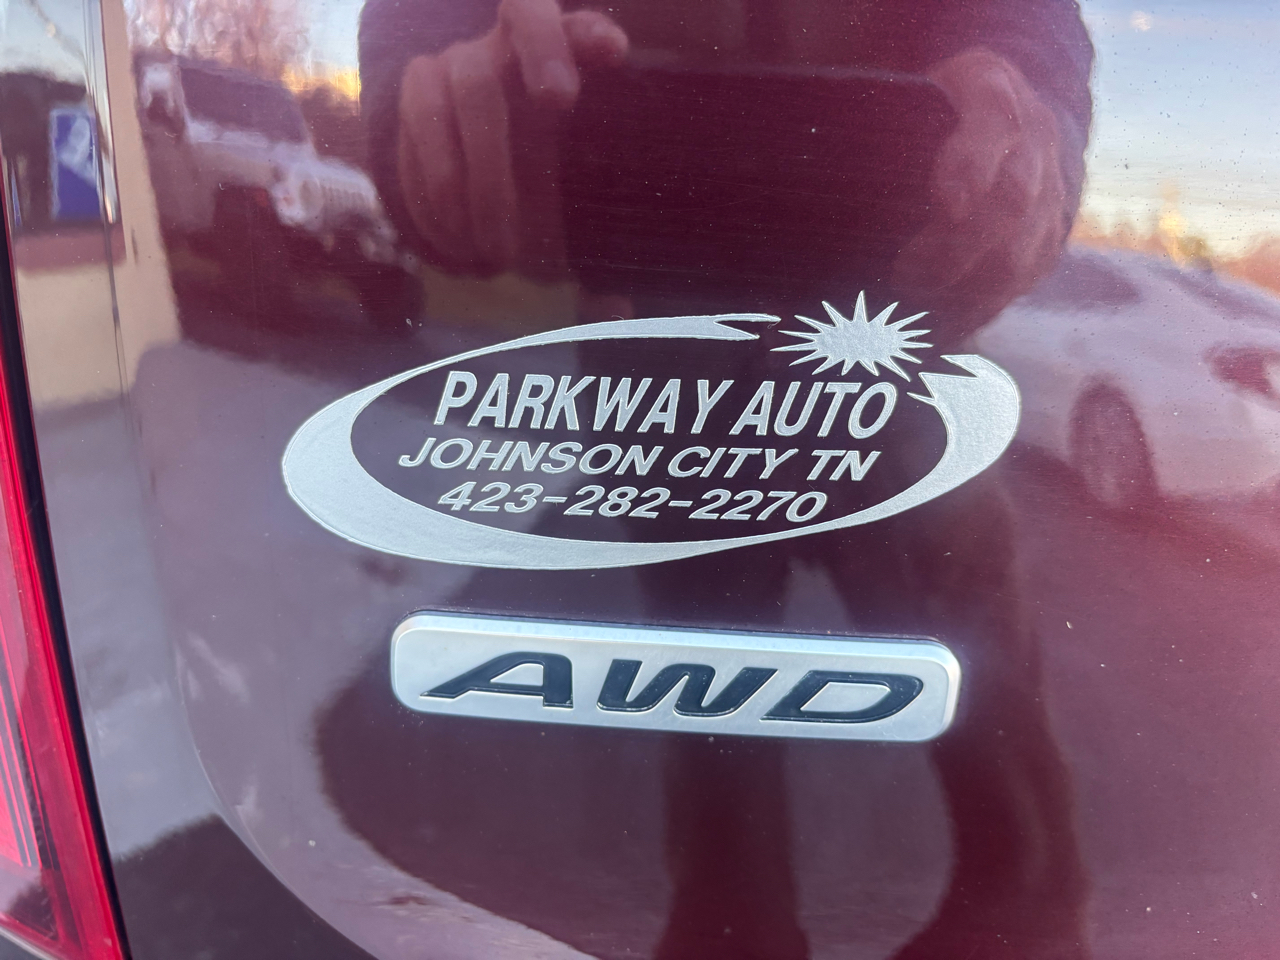 PARKWAY AUTO
JOHNSON CITY TN
423-282-2270
AWD